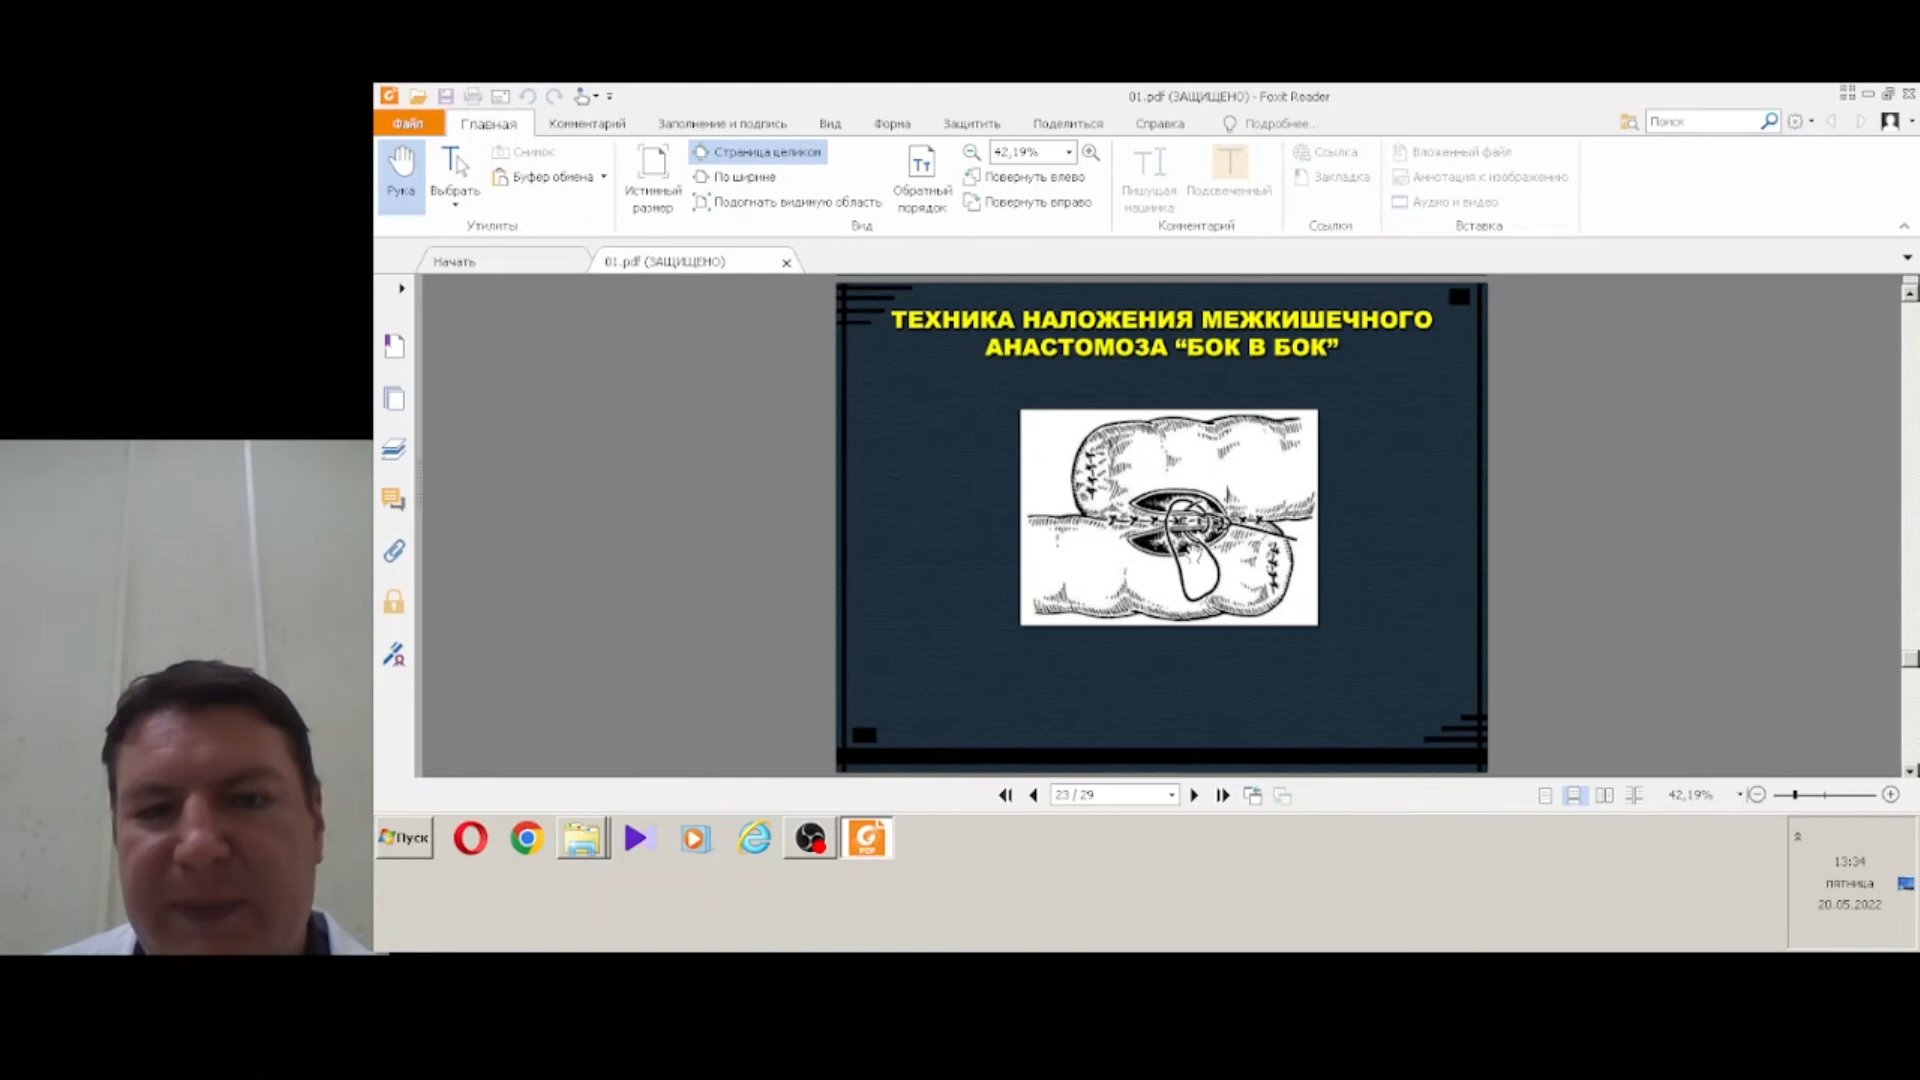 01.pdf (ЗАЩИЩЕНО) - Foxit Reader
Файл Главная Комментарий Заполнение и подпись Вид Форма Защитить Поделиться Справка Подробнее... Поиск
Рука
Выбрать
Снимок
Буфер обмена
Утилиты
Истинный размер
Страница целиком
По ширине
Подогнать видимую область
Обратный порядок
42,19%
Повернуть влево
Повернуть вправо
Вид
Пишущая машинка
Подсвеченный
Комментарий
Ссылка
Закладка
Ссылки
Вложенный файл
Аннотация к изображению
Аудио и видео
Вставка
Начать 01.pdf (ЗАЩИЩЕНО)
ТЕХНИКА НАЛОЖЕНИЯ МЕЖКИШЕЧНОГО
АНАСТОМОЗА “БОК В БОК”
23 / 29 42,19%
Пуск
PDF
13:34
пятница
20.05.2022